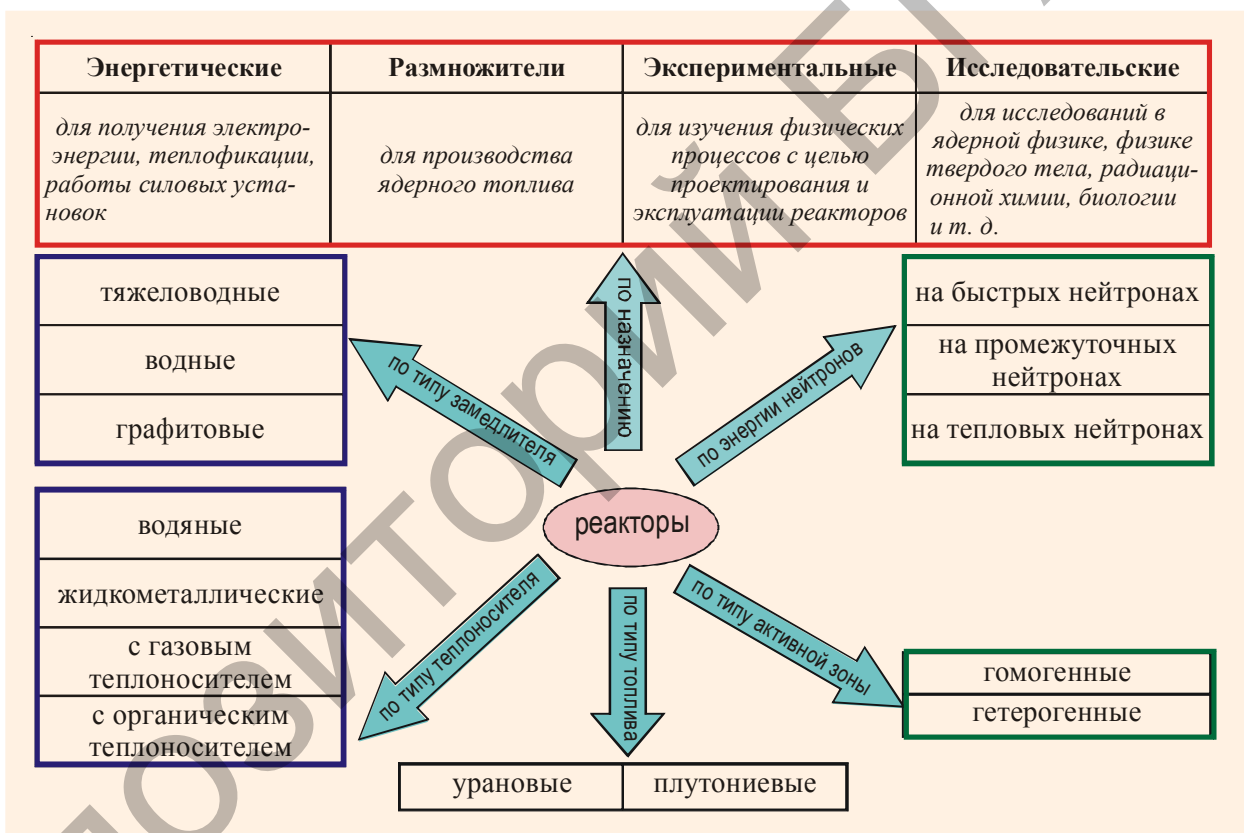 Энергетические
Размножители
Экспериментальные
Исследовательские
для получения электро-
энергии, теплофикации,
работы силовых уста-
новок
для производства
ядерного топлива
для изучения физических
процессов с целью
проектирования и
эксплуатации реакторов
для исследований в
ядерной физике, физике
твердого тела, радиаци-
онной химии, биологии
и т. д.
тяжеловодные
водные
графитовые
по типу замедлителя
по назначению
по энергии нейтронов
на быстрых нейтронах
на промежуточных
нейтронах
на тепловых нейтронах
реакторы
водяные
жидкометаллические
с газовым
теплоносителем
с органическим
теплоносителем
по типу теплоносителя
по типу топлива
по типу активной зоны
гомогенные
гетерогенные
урановые
плутониевые